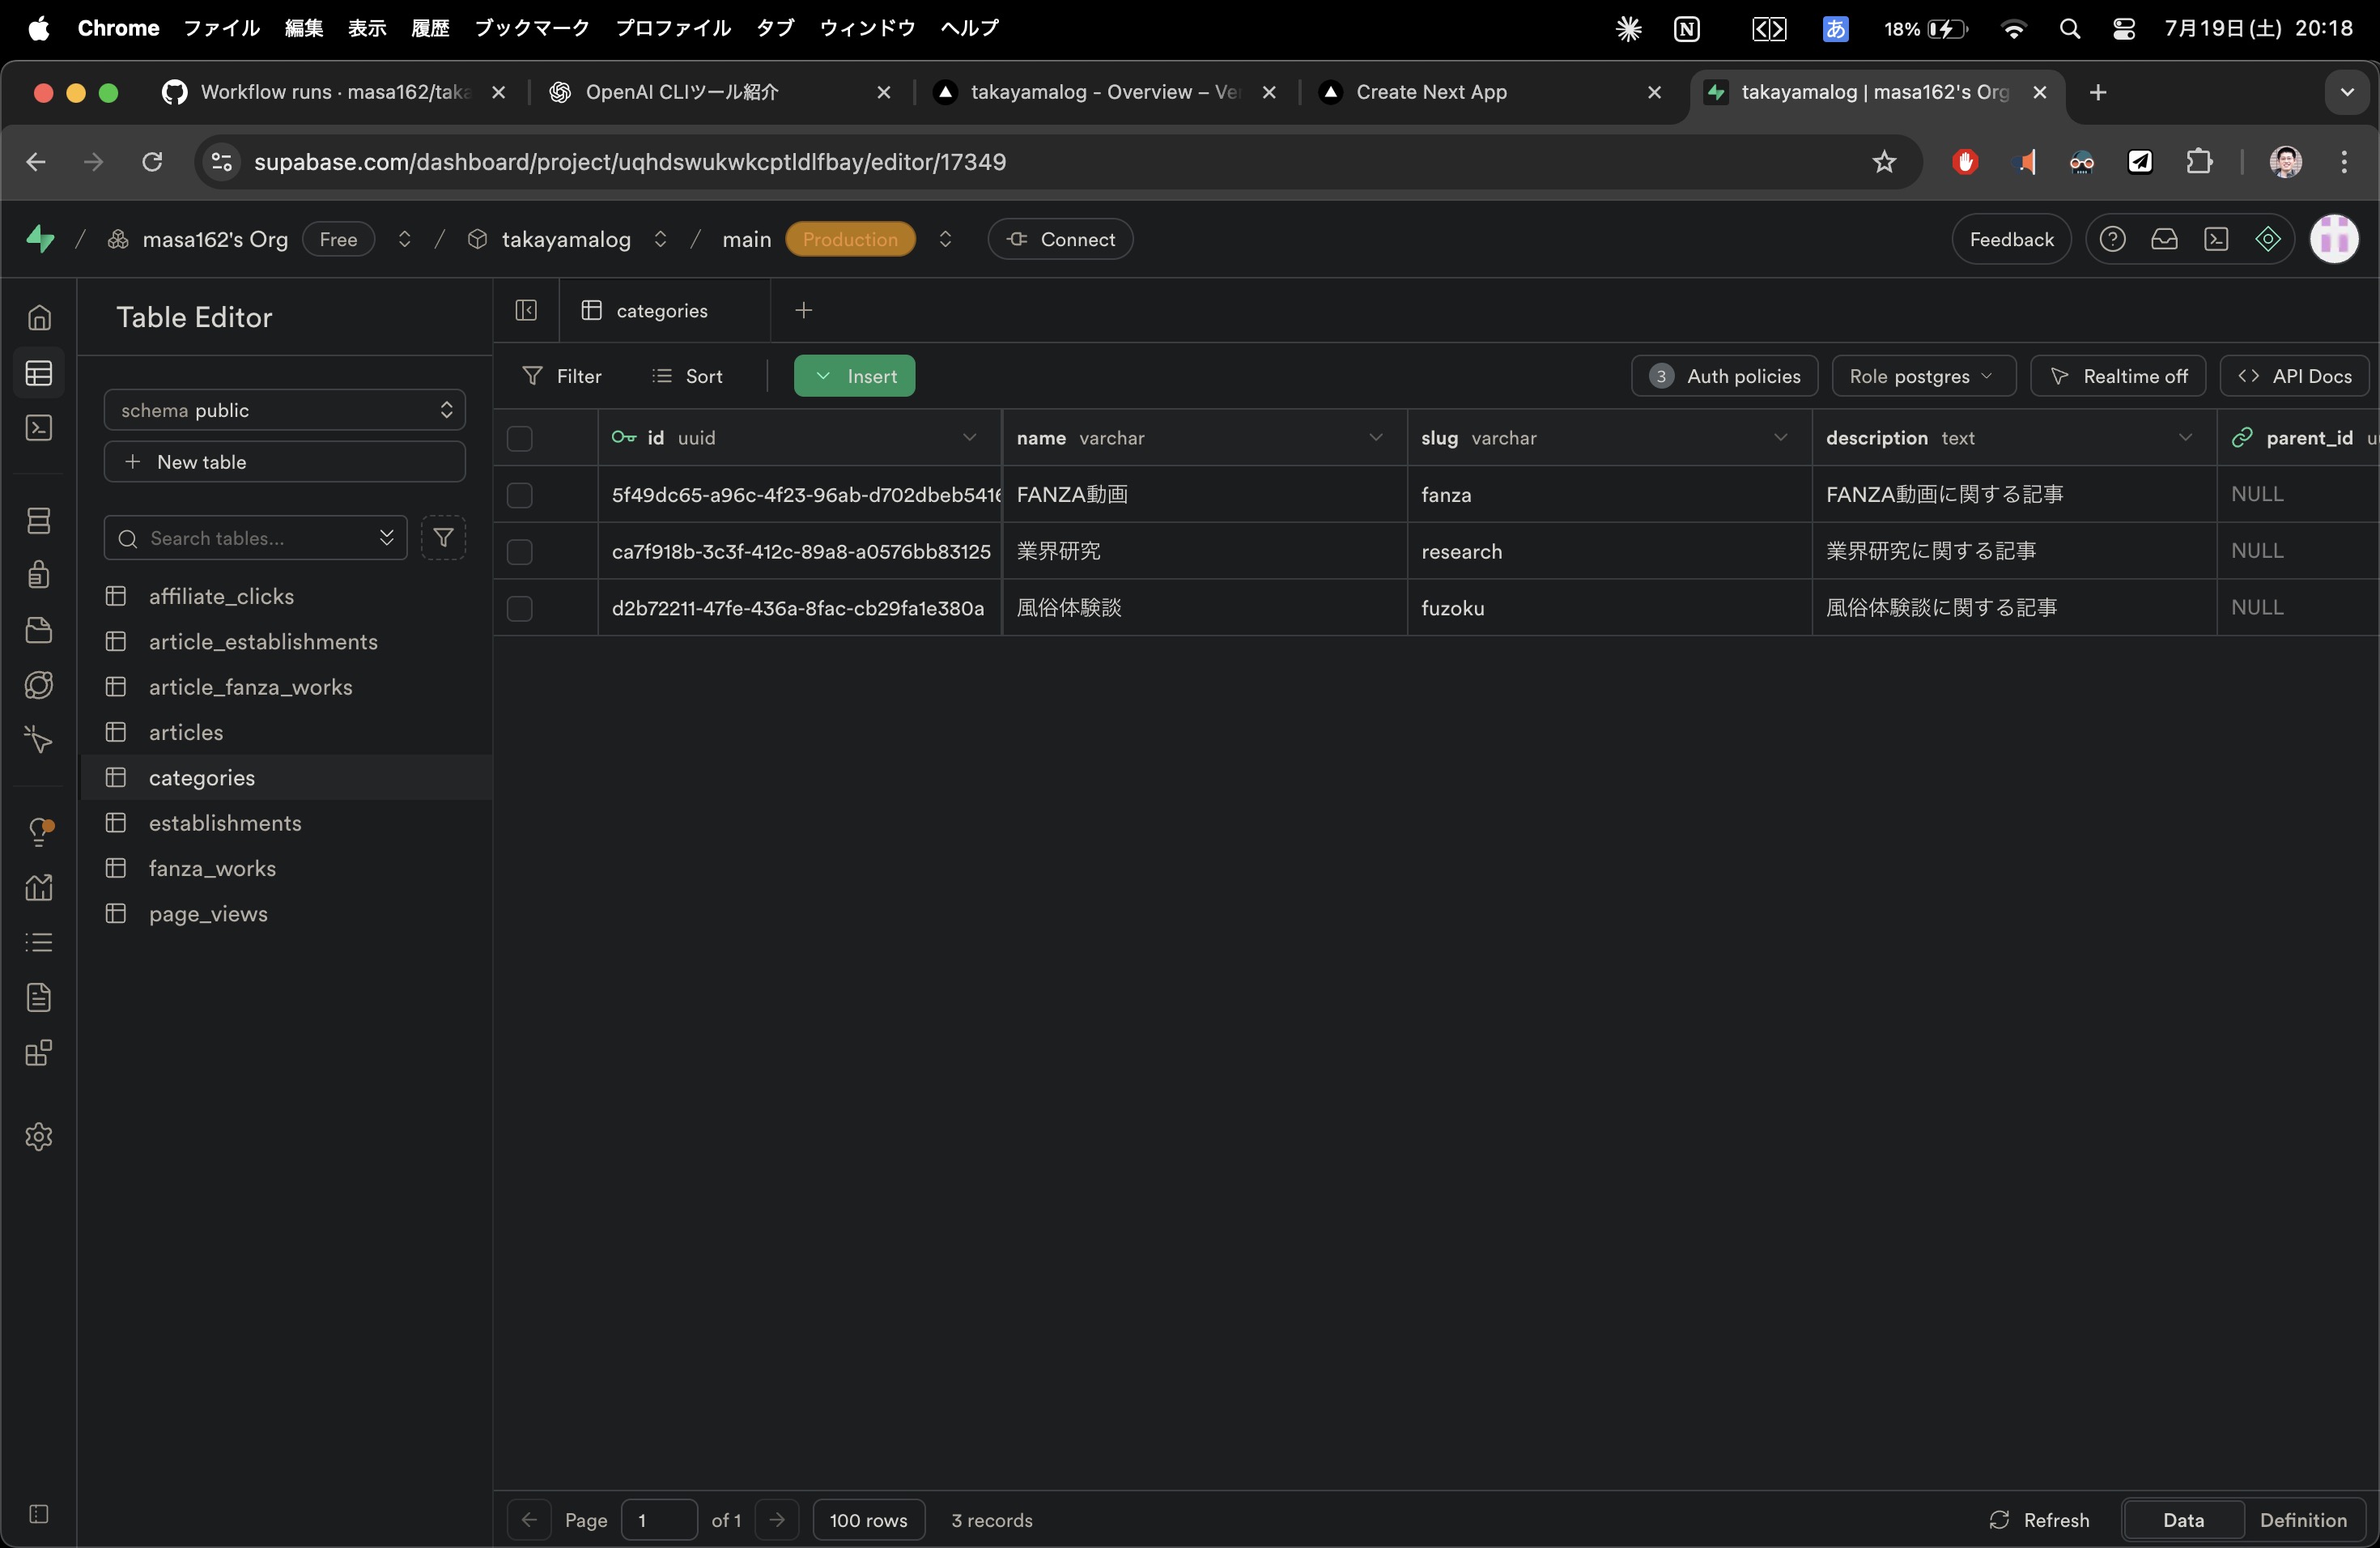 Chrome ファイル 編集 表示 履歴 ブックマーク プロファイル タブ ウィンドウ ヘルプ あ 18% 7月19日(土) 20:18
Workflow runs · masa162/taka OpenAI CLIツール紹介 takayamalog - Overview – Ver Create Next App takayamalog | masa162's Org
supabase.com/dashboard/project/uqhdswukwkcptldlfbay/editor/17349
/ masa162's Org Free / takayamalog / main Production Connect Feedback
Table Editor
categories
Filter Sort Insert 3 Auth policies Role postgres Realtime off API Docs
schema public
New table
Search tables...
affiliate_clicks
article_establishments
article_fanza_works
articles
categories
establishments
fanza_works
page_views
id uuid name varchar slug varchar description text parent_id
5f49dc65-a96c-4f23-96ab-d702dbeb5416 FANZA動画 fanza FANZA動画に関する記事 NULL
ca7f918b-3c3f-412c-89a8-a0576bb83125 業界研究 research 業界研究に関する記事 NULL
d2b72211-47fe-436a-8fac-cb29fa1e380a 風俗体験談 fuzoku 風俗体験談に関する記事 NULL
Page 1 of 1 100 rows 3 records Refresh Data Definition